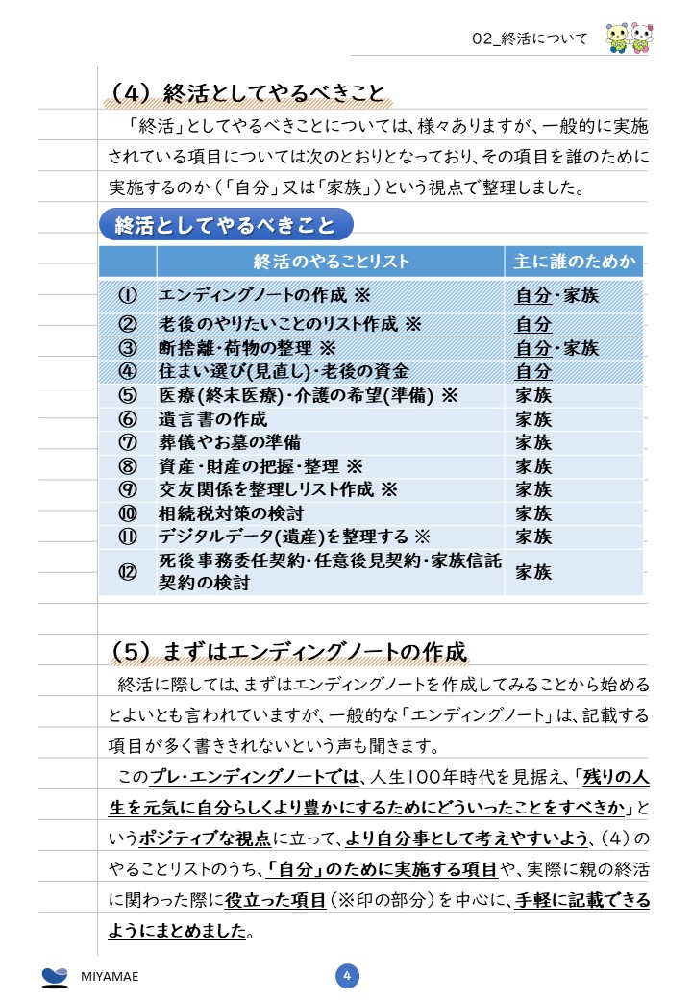 02_終活について
（4）終活としてやるべきこと
「終活」としてやるべきことについては、様々ありますが、一般的に実施
されている項目については次のとおりとなっており、その項目を誰のために
実施するのか（「自分」又は「家族」）という視点で整理しました。
終活としてやるべきこと
終活のやることリスト 主に誰のためか
① エンディングノートの作成 ※ 自分・家族
② 老後のやりたいことのリスト作成 ※ 自分
③ 断捨離・荷物の整理 ※ 自分・家族
④ 住まい選び(見直し)・老後の資金 自分
⑤ 医療(終末医療)・介護の希望(準備) ※ 家族
⑥ 遺言書の作成 家族
⑦ 葬儀やお墓の準備 家族
⑧ 資産・財産の把握・整理 ※ 家族
⑨ 交友関係を整理しリスト作成 ※ 家族
⑩ 相続税対策の検討 家族
⑪ デジタルデータ(遺産)を整理する ※ 家族
⑫ 死後事務委任契約・任意後見契約・家族信託
契約の検討 家族
（5）まずはエンディングノートの作成
終活に際しては、まずはエンディングノートを作成してみることから始める
とよいとも言われていますが、一般的な「エンディングノート」は、記載する
項目が多く書ききれないという声も聞きます。
このプレ・エンディングノートでは、人生100年時代を見据え、「残りの人
生を元気に自分らしくより豊かにするためにどういったことをすべきか」と
いうポジティブな視点に立って、より自分事として考えやすいよう、（4）の
やることリストのうち、「自分」のために実施する項目や、実際に親の終活
に関わった際に役立った項目（※印の部分）を中心に、手軽に記載できる
ようにまとめました。
MIYAMAE
4